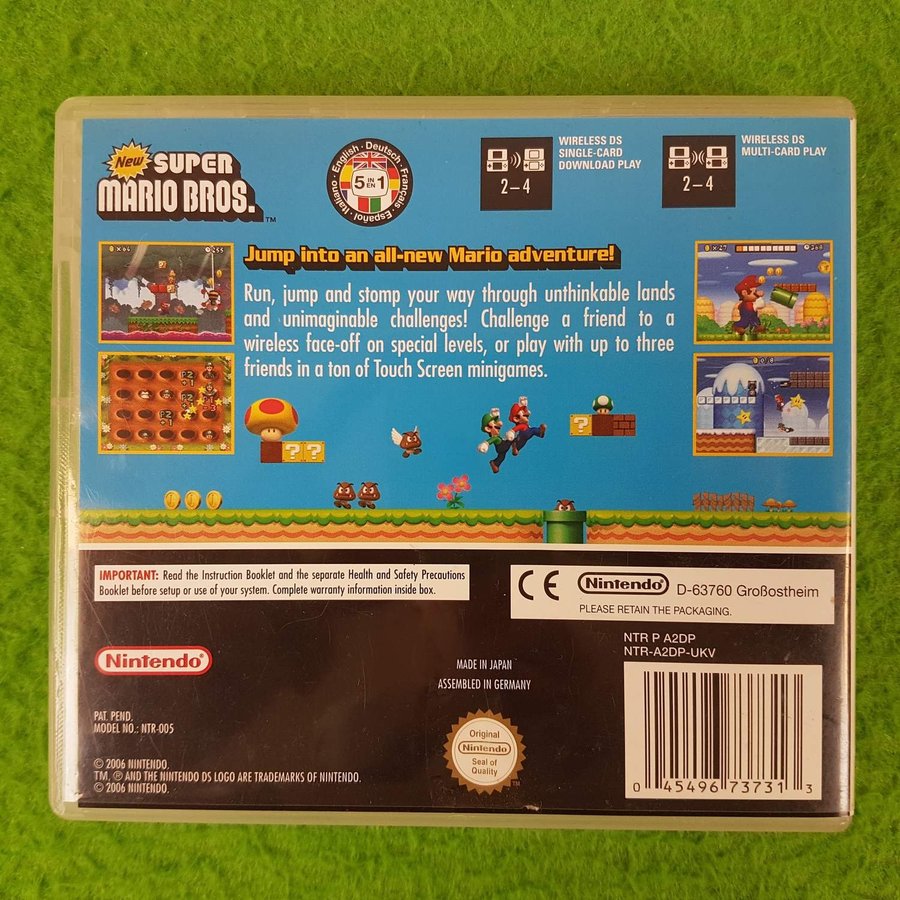 New
SUPER
MARIO BROS.™
English · Deutsch · Français · Español · Italiano
5 IN EN 1
2–4
WIRELESS DS
SINGLE-CARD
DOWNLOAD PLAY
2–4
WIRELESS DS
MULTI-CARD PLAY
Jump into an all-new Mario adventure!
Run, jump and stomp your way through unthinkable lands
and unimaginable challenges! Challenge a friend to a
wireless face-off on special levels, or play with up to three
friends in a ton of Touch Screen minigames.
IMPORTANT: Read the Instruction Booklet and the separate Health and Safety Precautions
Booklet before setup or use of your system. Complete warranty information inside box.
CE Nintendo D-63760 Großostheim
PLEASE RETAIN THE PACKAGING.
NTR P A2DP
NTR-A2DP-UKV
Nintendo®
MADE IN JAPAN
ASSEMBLED IN GERMANY
PAT. PEND.
MODEL NO.: NTR-005
© 2006 NINTENDO.
TM, ® AND THE NINTENDO DS LOGO ARE TRADEMARKS OF NINTENDO.
© 2006 NINTENDO.
Original
Nintendo
Seal of
Quality
TM
0 45496 73731 3